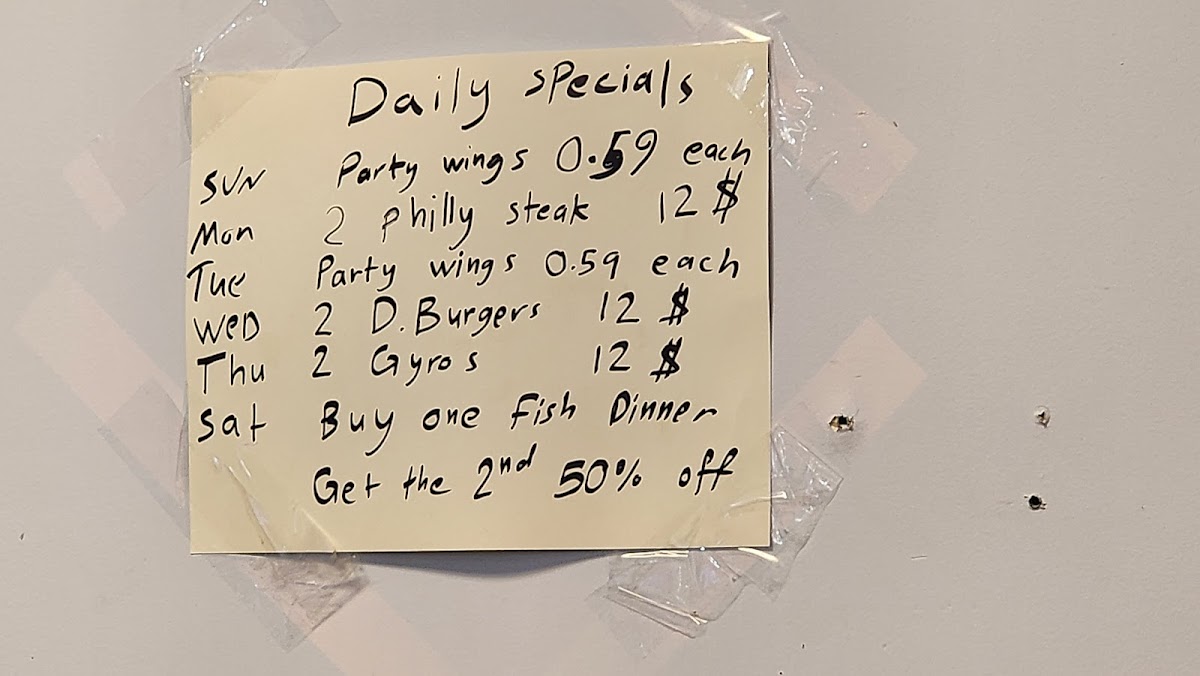 Daily specials
SUN Party wings 0.59 each
Mon 2 philly steak 12 $
Tue Party wings 0.59 each
WeD 2 D.Burgers 12 $
Thu 2 Gyros 12 $
Sat Buy one Fish Dinner
Get the 2nd 50% off